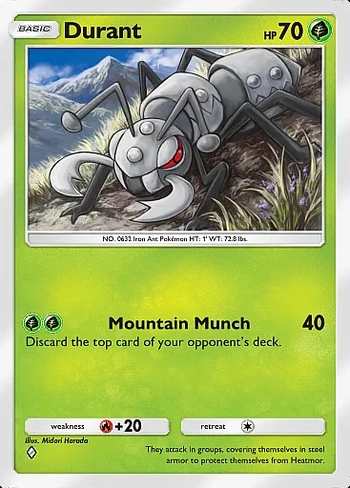 BASIC Durant HP 70
NO. 0632 Iron Ant Pokémon HT: 1' WT: 72.8 lbs.
Mountain Munch 40
Discard the top card of your opponent's deck.
weakness +20 retreat
Illus. Midori Harada
They attack in groups, covering themselves in steel
armor to protect themselves from Heatmor.